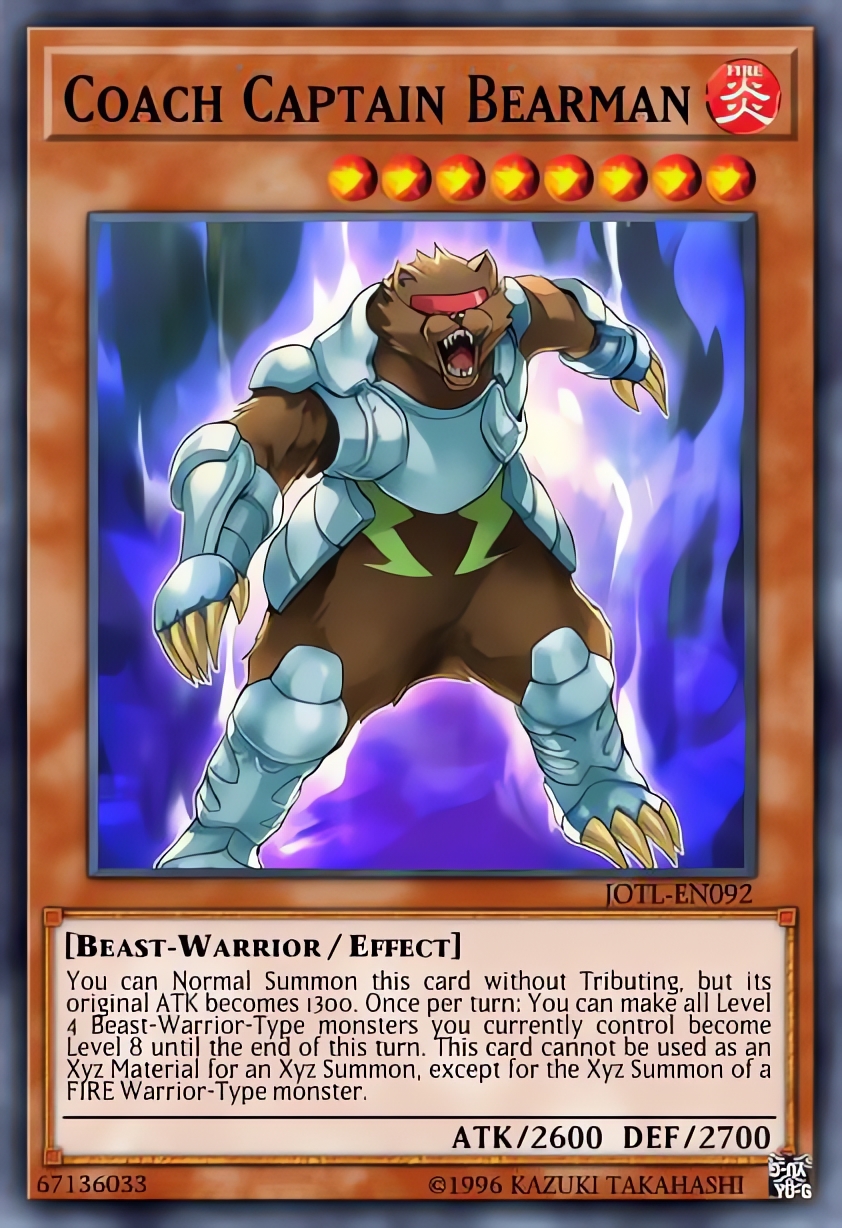 COACH CAPTAIN BEARMAN
FIRE
炎
JOTL-EN092
[BEAST-WARRIOR / EFFECT]
You can Normal Summon this card without Tributing, but its
original ATK becomes 1300. Once per turn: You can make all Level
4 Beast-Warrior-Type monsters you currently control become
Level 8 until the end of this turn. This card cannot be used as an
Xyz Material for an Xyz Summon, except for the Xyz Summon of a
FIRE Warrior-Type monster.
ATK/2600 DEF/2700
67136033
©1996 KAZUKI TAKAHASHI